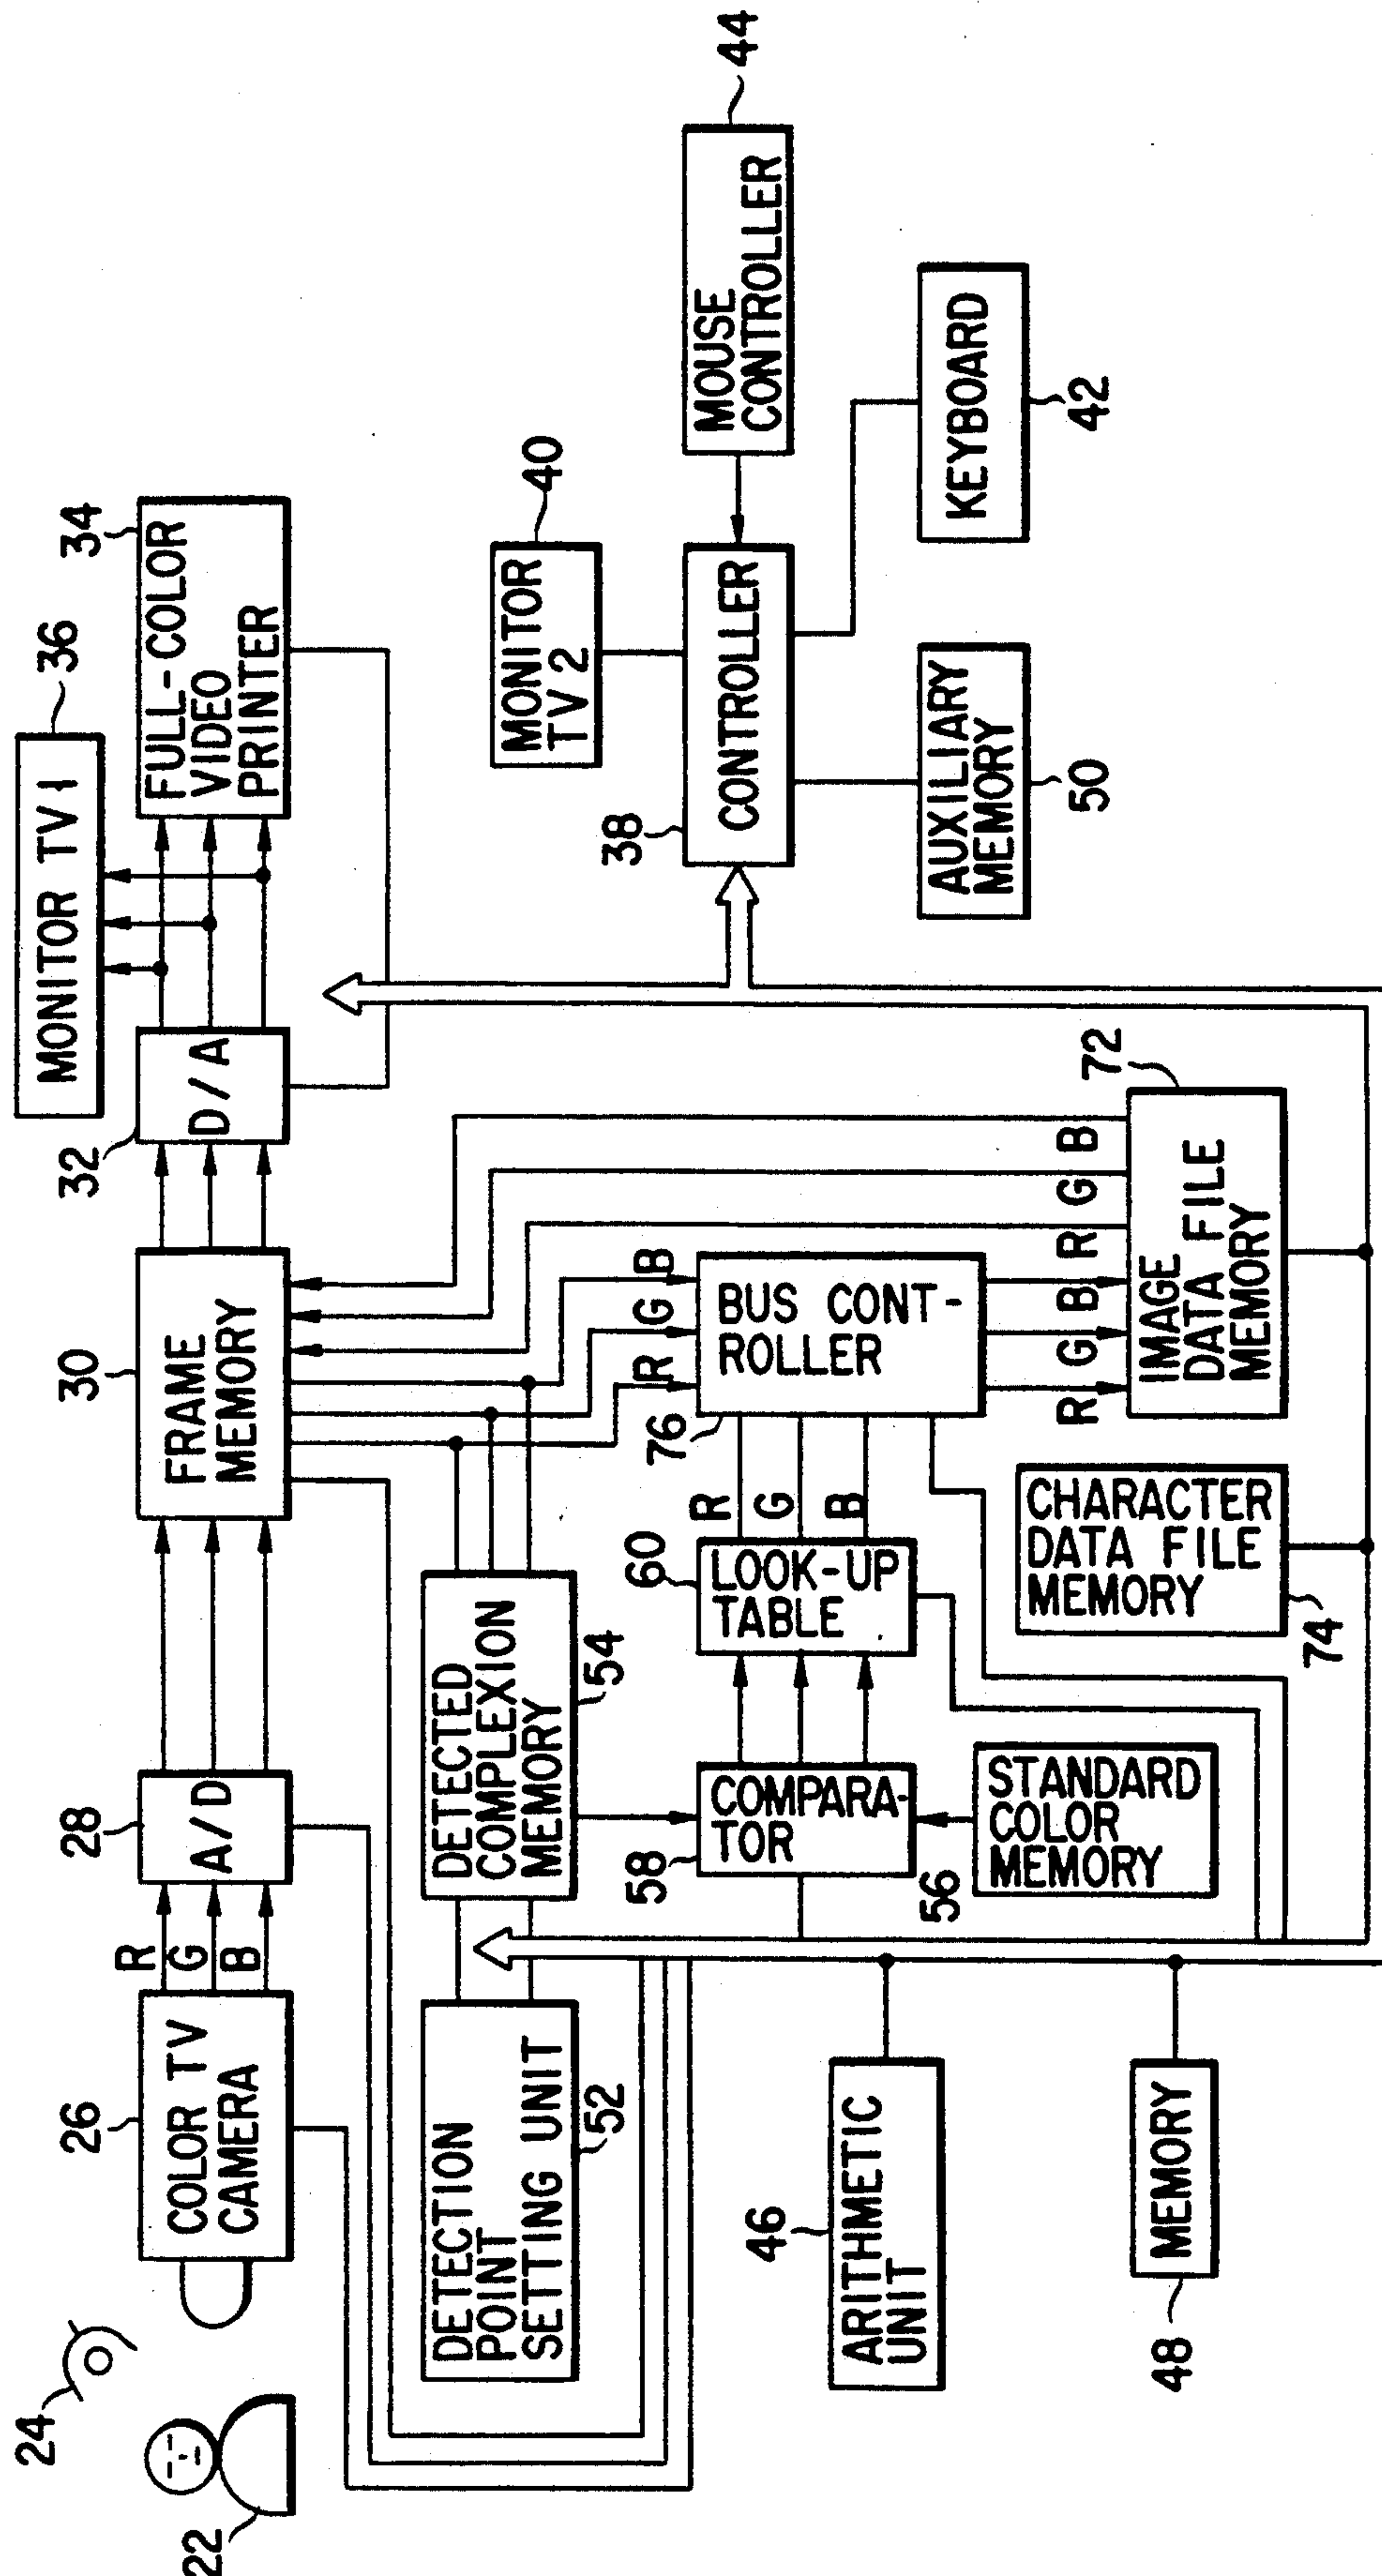 22
24
26
COLOR TV
CAMERA
R
G
B
28
A/D
30
FRAME
MEMORY
32
D/A
MONITOR TV 1
36
34
FULL-COLOR
VIDEO
PRINTER
DETECTION
POINT
SETTING UNIT
52
DETECTED
COMPLEXION
MEMORY
54
R
G
B
MONITOR
TV 2
40
38
CONTROLLER
MOUSE
CONTROLLER
44
58
COMPARA-
TOR
60
LOOK-UP
TABLE
R
G
B
76
BUS CONT-
ROLLER
46
ARITHMETIC
UNIT
56
STANDARD
COLOR
MEMORY
AUXILIARY
MEMORY
50
KEYBOARD
42
CHARACTER
DATA FILE
MEMORY
74
R
G
B
R
G
B
72
IMAGE
DATA FILE
MEMORY
48
MEMORY